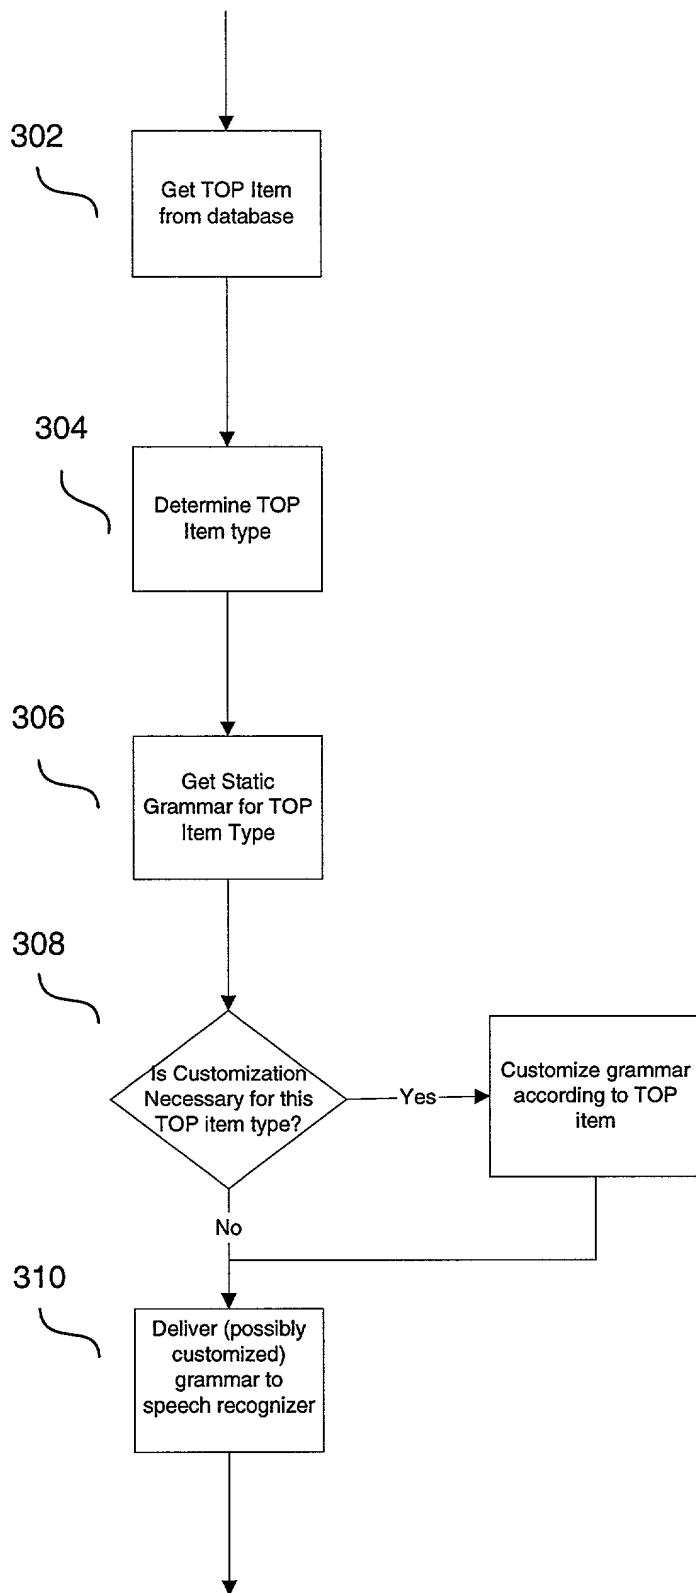 302
Get TOP Item
from database
304
Determine TOP
Item type
306
Get Static
Grammar for TOP
Item Type
308
Is Customization
Necessary for this
TOP item type?
Yes
Customize grammar
according to TOP
item
No
310
Deliver (possibly
customized)
grammar to
speech recognizer